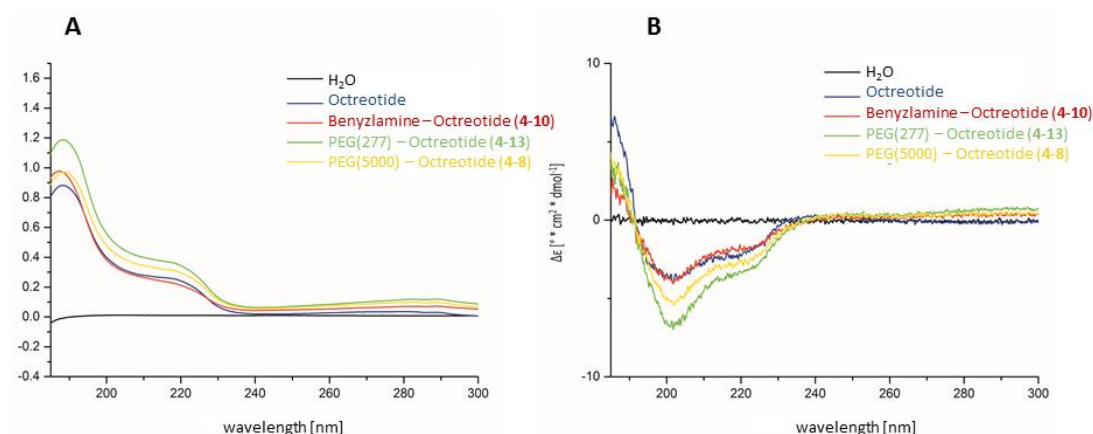 A
H₂O
Octreotide
Benyzlamine – Octreotide (4-10)
PEG(277) – Octreotide (4-13)
PEG(5000) – Octreotide (4-8)
1.6
1.4
1.2
1.0
0.8
0.6
0.4
0.2
0.0
-0.2
-0.4
200
220
240
260
280
300
wavelength [nm]
B
H₂O
Octreotide
Benyzlamine – Octreotide (4-10)
PEG(277) – Octreotide (4-13)
PEG(5000) – Octreotide (4-8)
Δε [° * cm² * dmol⁻¹]
10
0
-10
200
220
240
260
280
300
wavelength [nm]